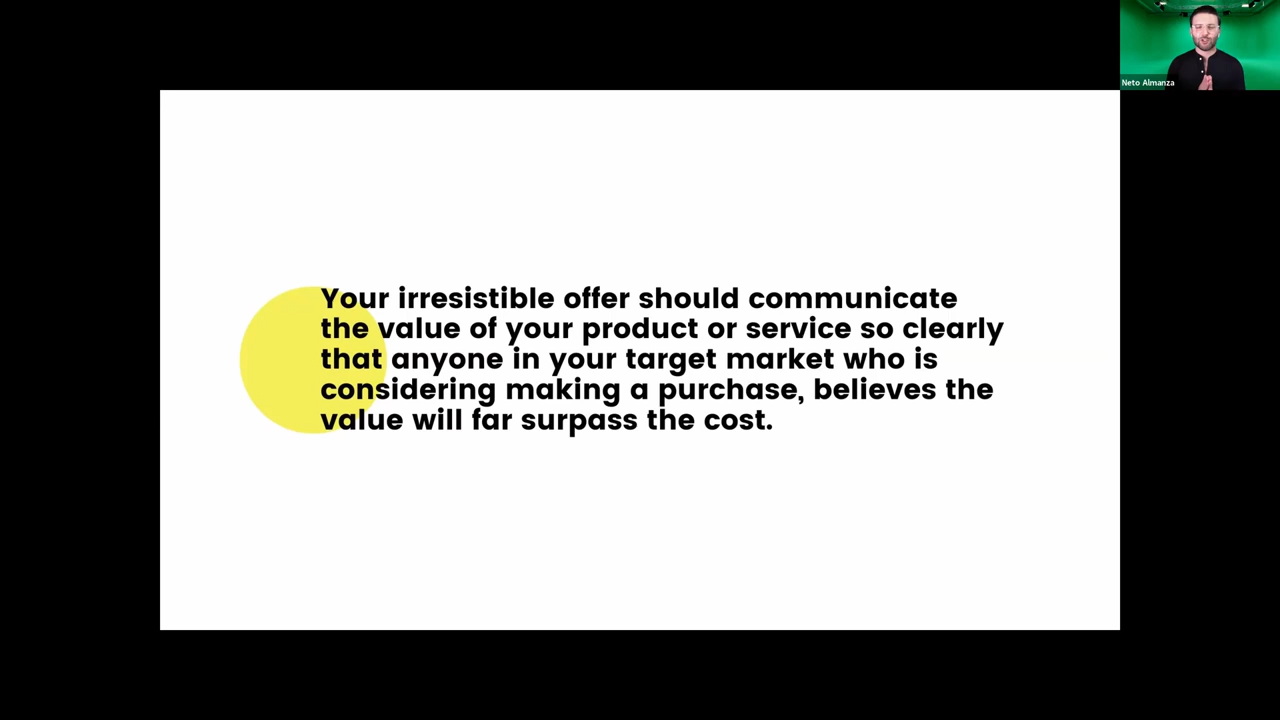 Neto Almanza
Your irresistible offer should communicate
the value of your product or service so clearly
that anyone in your target market who is
considering making a purchase, believes the
value will far surpass the cost.